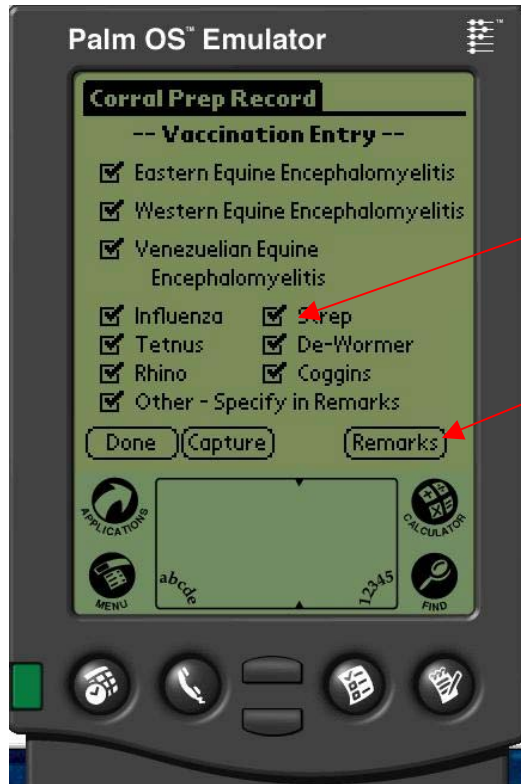 Palm OS™ Emulator
Corral Prep Record
-- Vaccination Entry --
Eastern Equine Encephalomyelitis
Western Equine Encephalomyelitis
Venezuelian Equine
Encephalomyelitis
Influenza Strep
Tetnus De-Wormer
Rhino Coggins
Other - Specify in Remarks
Done Capture Remarks
APPLICATIONS CALCULATOR
MENU abcde 12345 FIND